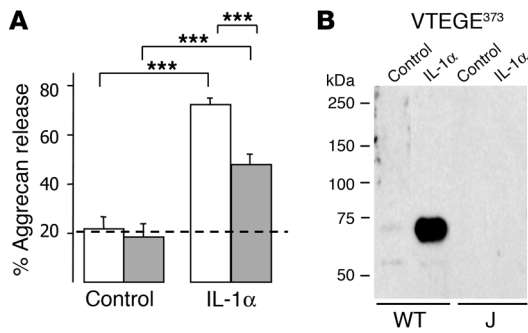 A
***
***
***
% Aggrecan release
80
60
40
20
Control
IL-1α
B
VTEGE³⁷³
kDa
Control
IL-1α
Control
IL-1α
250
150
100
75
50
WT
J